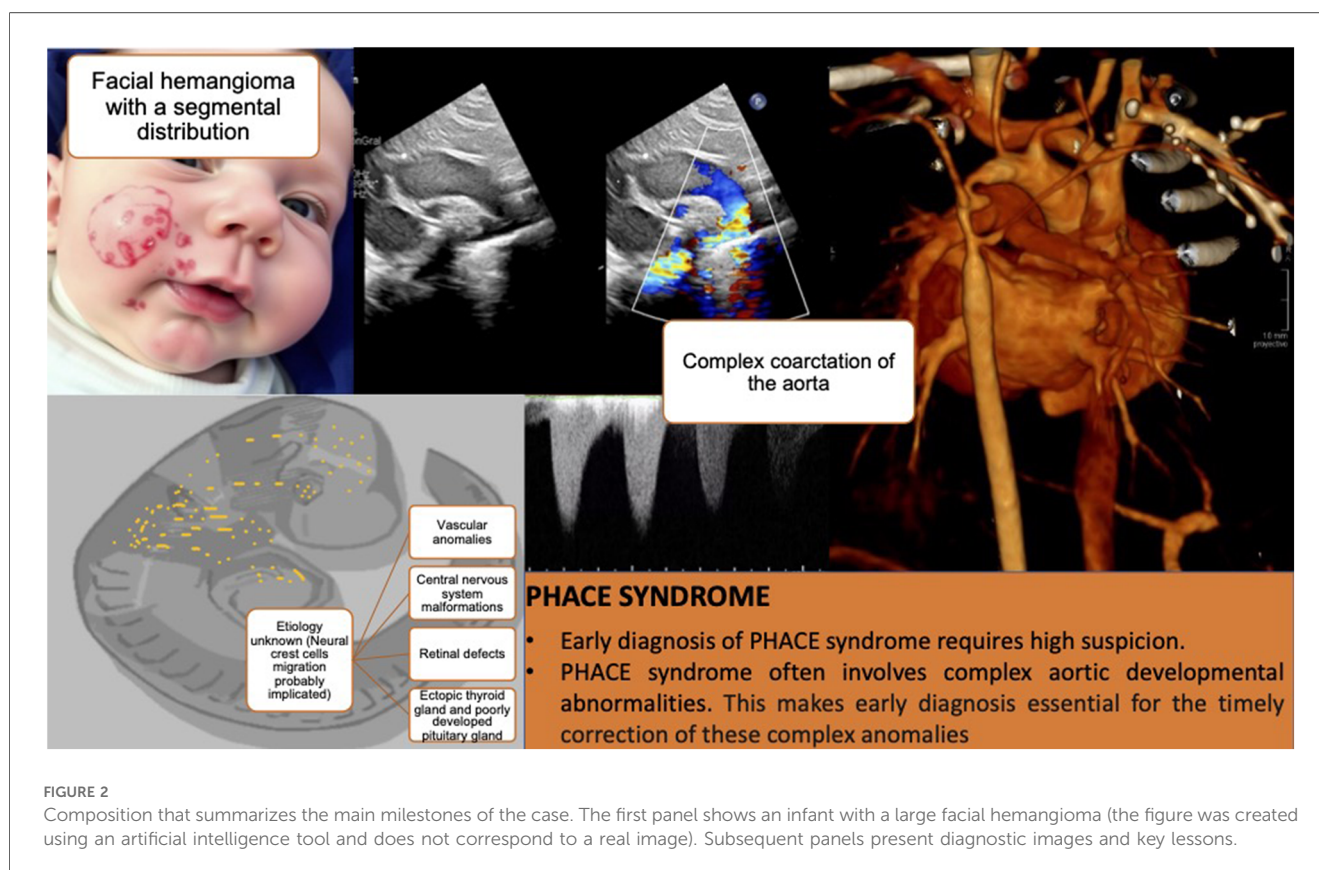 Facial hemangioma
with a segmental
distribution
Complex coarctation of
the aorta
10 mm
proyectivo
Vascular
anomalies
Central nervous
system
malformations
Etiology
unknown (Neural
crest cells
migration
probably
implicated)
Retinal defects
Ectopic thyroid
gland and poorly
developed
pituitary gland
PHACE SYNDROME
• Early diagnosis of PHACE syndrome requires high suspicion.
• PHACE syndrome often involves complex aortic developmental
abnormalities. This makes early diagnosis essential for the timely
correction of these complex anomalies
FIGURE 2
Composition that summarizes the main milestones of the case. The first panel shows an infant with a large facial hemangioma (the figure was created
using an artificial intelligence tool and does not correspond to a real image). Subsequent panels present diagnostic images and key lessons.